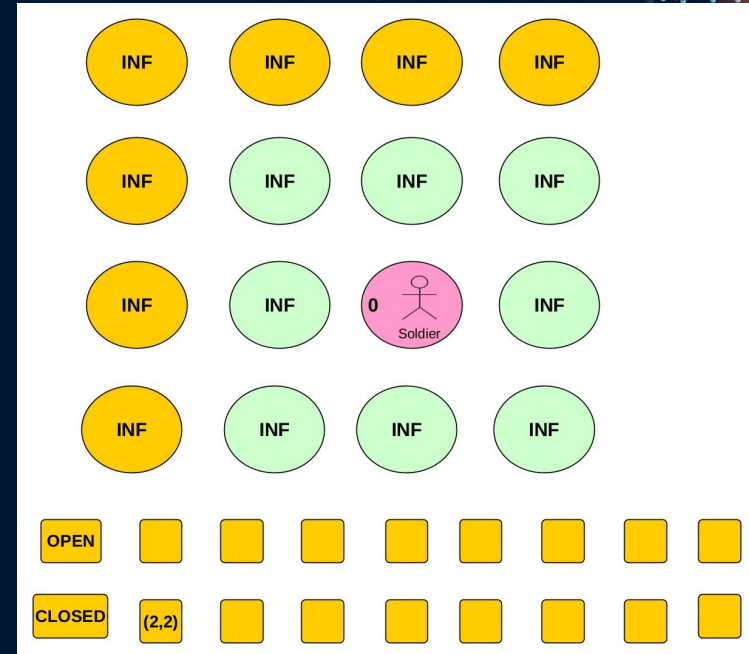 INF INF INF INF
INF INF INF INF
INF INF 0 INF
Soldier
INF INF INF INF
OPEN
CLOSED (2,2)